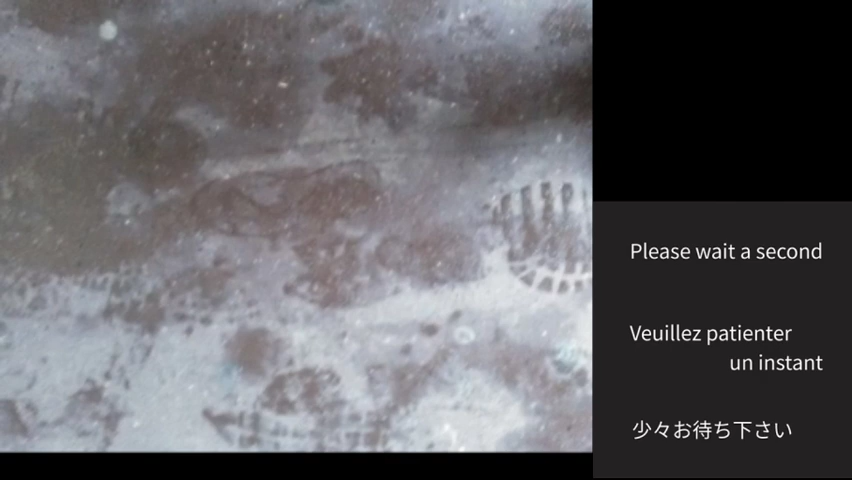 Please wait a second
Veuillez patienter
un instant
少々お待ち下さい